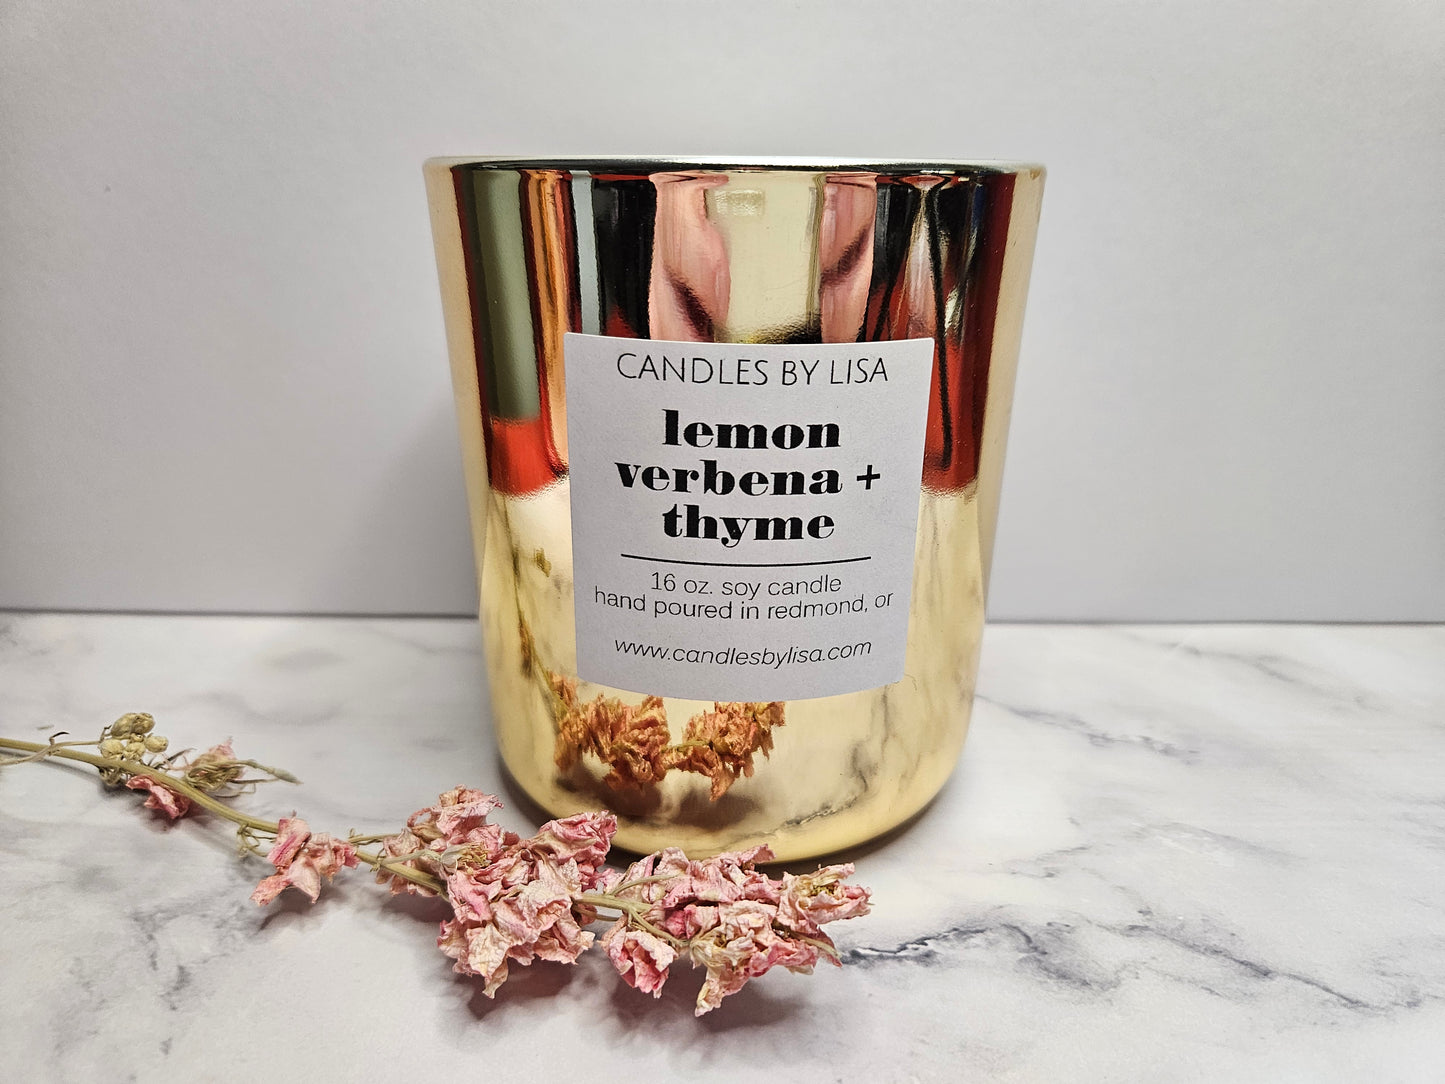 CANDLES BY LISA
lemon
verbena +
thyme
16 oz. soy candle
hand poured in redmond, or
www.candlesbylisa.com